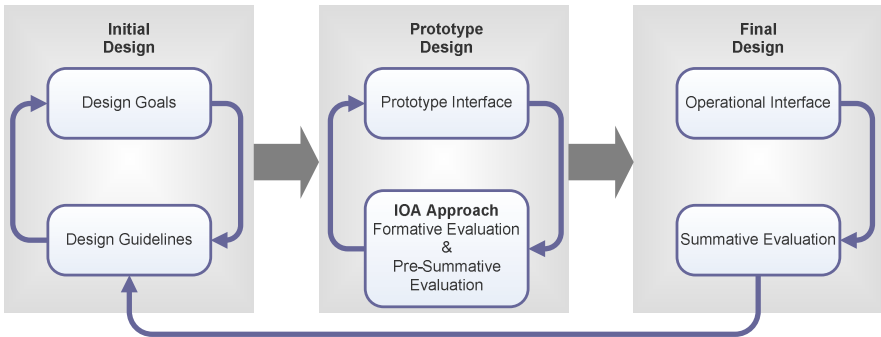 Initial
Design
Design Goals
Design Guidelines
Prototype
Design
Prototype Interface
IOA Approach
Formative Evaluation
&
Pre-Summative
Evaluation
Final
Design
Operational Interface
Summative Evaluation